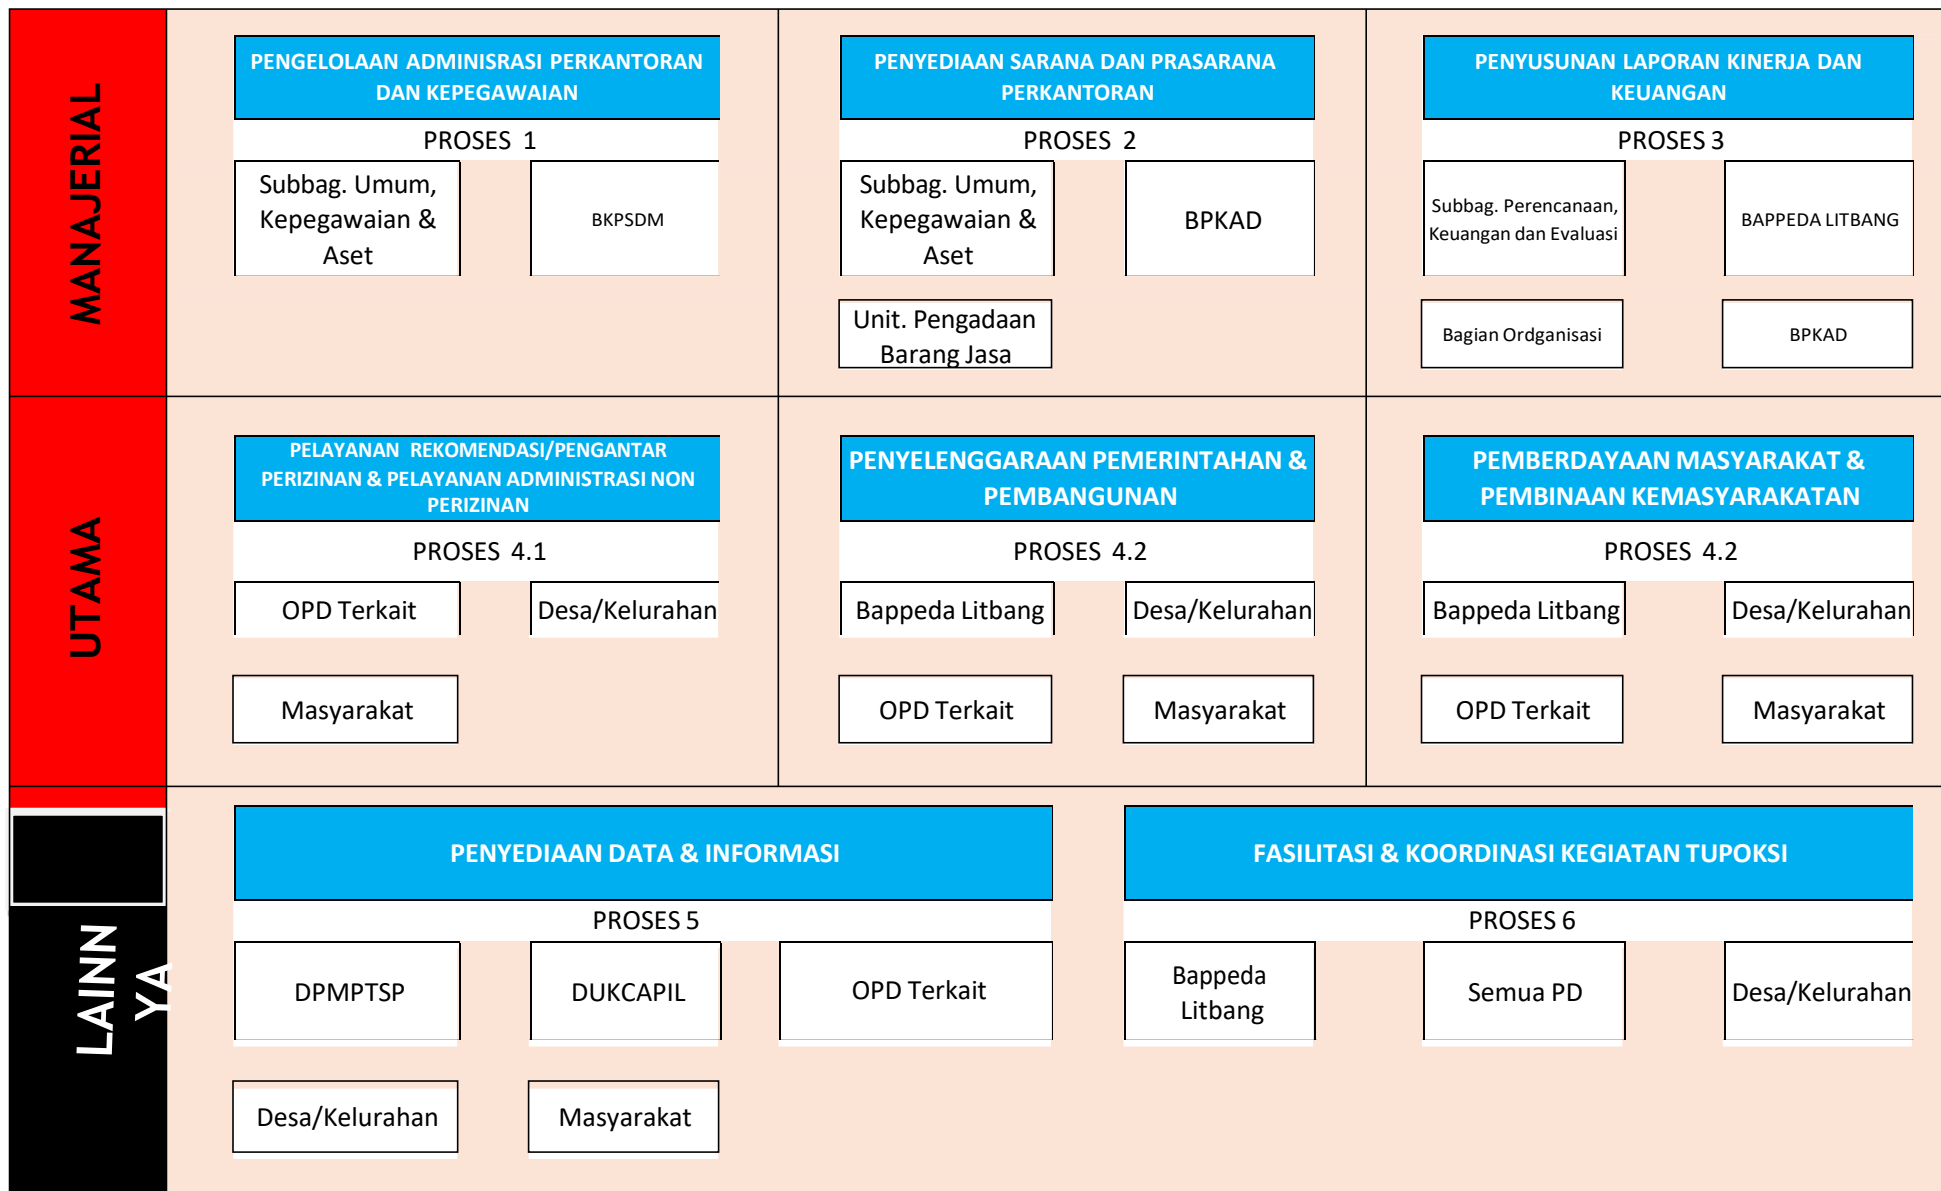 MANAJERIAL
PENGELOLAAN ADMINISRASI PERKANTORAN
DAN KEPEGAWAIAN
PROSES 1
Subbag. Umum,
Kepegawaian &
Aset
BKPSDM
PENYEDIAAN SARANA DAN PRASARANA
PERKANTORAN
PROSES 2
Subbag. Umum,
Kepegawaian &
Aset
BPKAD
Unit. Pengadaan
Barang Jasa
PENYUSUNAN LAPORAN KINERJA DAN
KEUANGAN
PROSES 3
Subbag. Perencanaan,
Keuangan dan Evaluasi
BAPPEDA LITBANG
Bagian Ordganisasi
BPKAD
UTAMA
PELAYANAN REKOMENDASI/PENGANTAR
PERIZINAN & PELAYANAN ADMINISTRASI NON
PERIZINAN
PROSES 4.1
OPD Terkait
Desa/Kelurahan
Masyarakat
PENYELENGGARAAN PEMERINTAHAN &
PEMBANGUNAN
PROSES 4.2
Bappeda Litbang
Desa/Kelurahan
OPD Terkait
Masyarakat
PEMBERDAYAAN MASYARAKAT &
PEMBINAAN KEMASYARAKATAN
PROSES 4.2
Bappeda Litbang
Desa/Kelurahan
OPD Terkait
Masyarakat
LAINN
YA
PENYEDIAAN DATA & INFORMASI
PROSES 5
DPMPTSP
DUKCAPIL
OPD Terkait
Desa/Kelurahan
Masyarakat
FASILITASI & KOORDINASI KEGIATAN TUPOKSI
PROSES 6
Bappeda
Litbang
Semua PD
Desa/Kelurahan